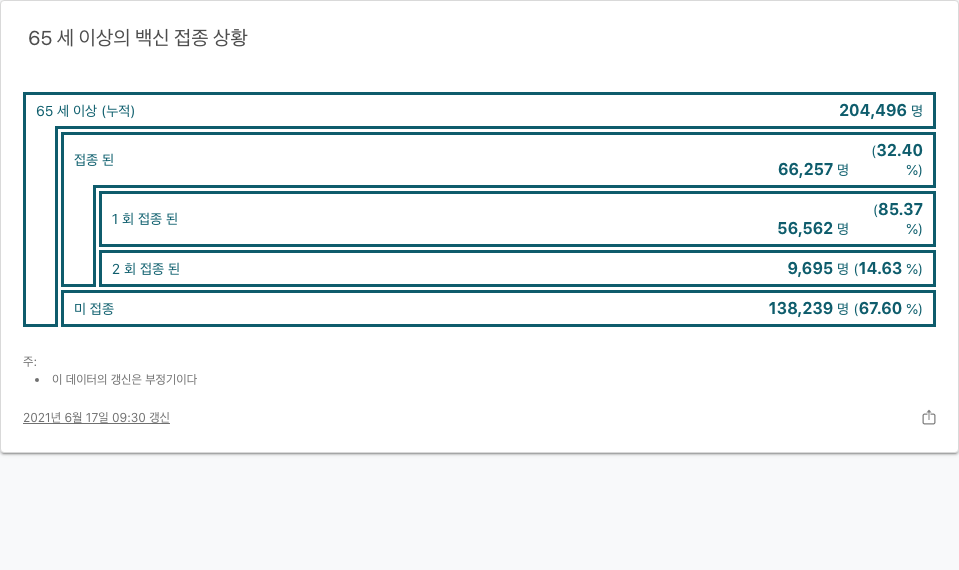 65 세 이상의 백신 접종 상황
65 세 이상 (누적) 204,496 명
접종 된 66,257 명 (32.40 %)
1 회 접종 된 56,562 명 (85.37 %)
2 회 접종 된 9,695 명 (14.63 %)
미 접종 138,239 명 (67.60 %)
주:
• 이 데이터의 갱신은 부정기이다
2021년 6월 17일 09:30 갱신